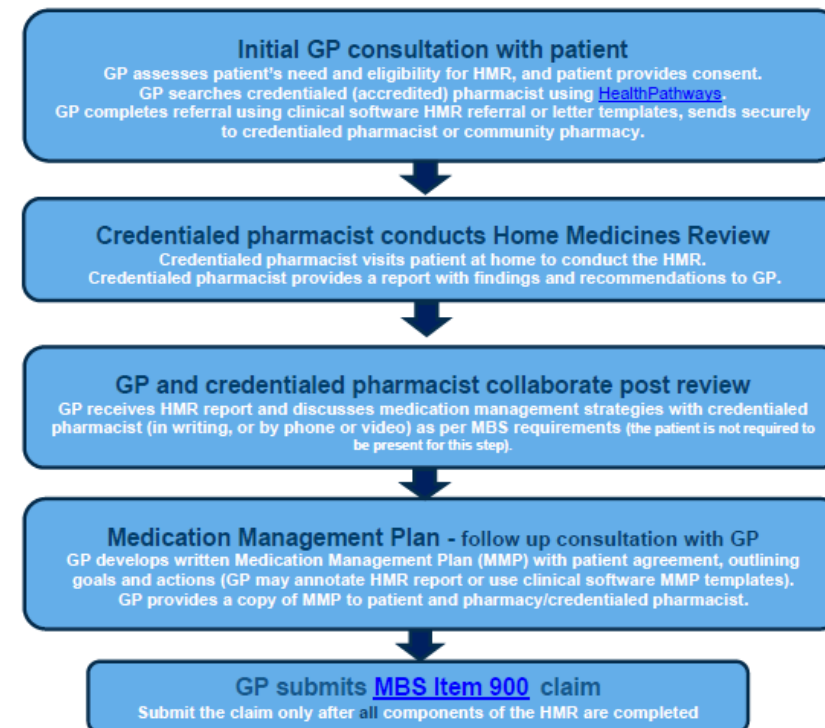 Initial GP consultation with patient
GP assesses patient's need and eligibility for HMR, and patient provides consent.
GP searches credentialed (accredited) pharmacist using HealthPathways.
GP completes referral using clinical software HMR referral or letter templates, sends securely
to credentialed pharmacist or community pharmacy.
Credentialed pharmacist conducts Home Medicines Review
Credentialed pharmacist visits patient at home to conduct the HMR.
Credentialed pharmacist provides a report with findings and recommendations to GP.
GP and credentialed pharmacist collaborate post review
GP receives HMR report and discusses medication management strategies with credentialed
pharmacist (in writing, or by phone or video) as per MBS requirements (the patient is not required to
be present for this step).
Medication Management Plan - follow up consultation with GP
GP develops written Medication Management Plan (MMP) with patient agreement, outlining
goals and actions (GP may annotate HMR report or use clinical software MMP templates).
GP provides a copy of MMP to patient and pharmacy/credentialed pharmacist.
GP submits MBS Item 900 claim
Submit the claim only after all components of the HMR are completed